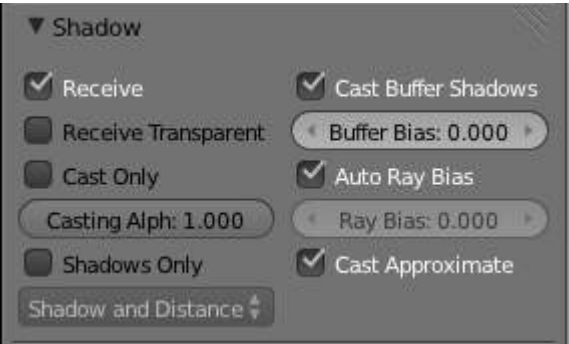 Shadow
Receive
Cast Buffer Shadows
Receive Transparent
Buffer Bias: 0.000
Cast Only
Auto Ray Bias
Casting Alph: 1.000
Ray Bias: 0.000
Shadows Only
Cast Approximate
Shadow and Distance